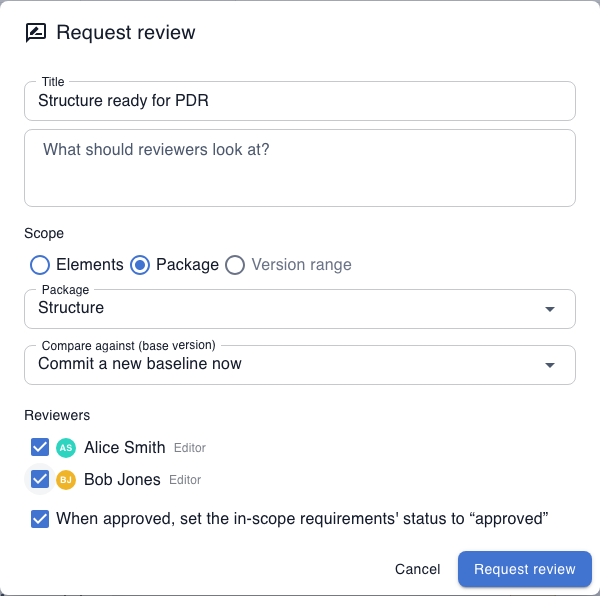 Request review
Title
Structure ready for PDR
What should reviewers look at?
Scope
Elements Package Version range
Package
Structure
Compare against (base version)
Commit a new baseline now
Reviewers
AS Alice Smith Editor
BJ Bob Jones Editor
When approved, set the in-scope requirements' status to “approved”
Cancel Request review